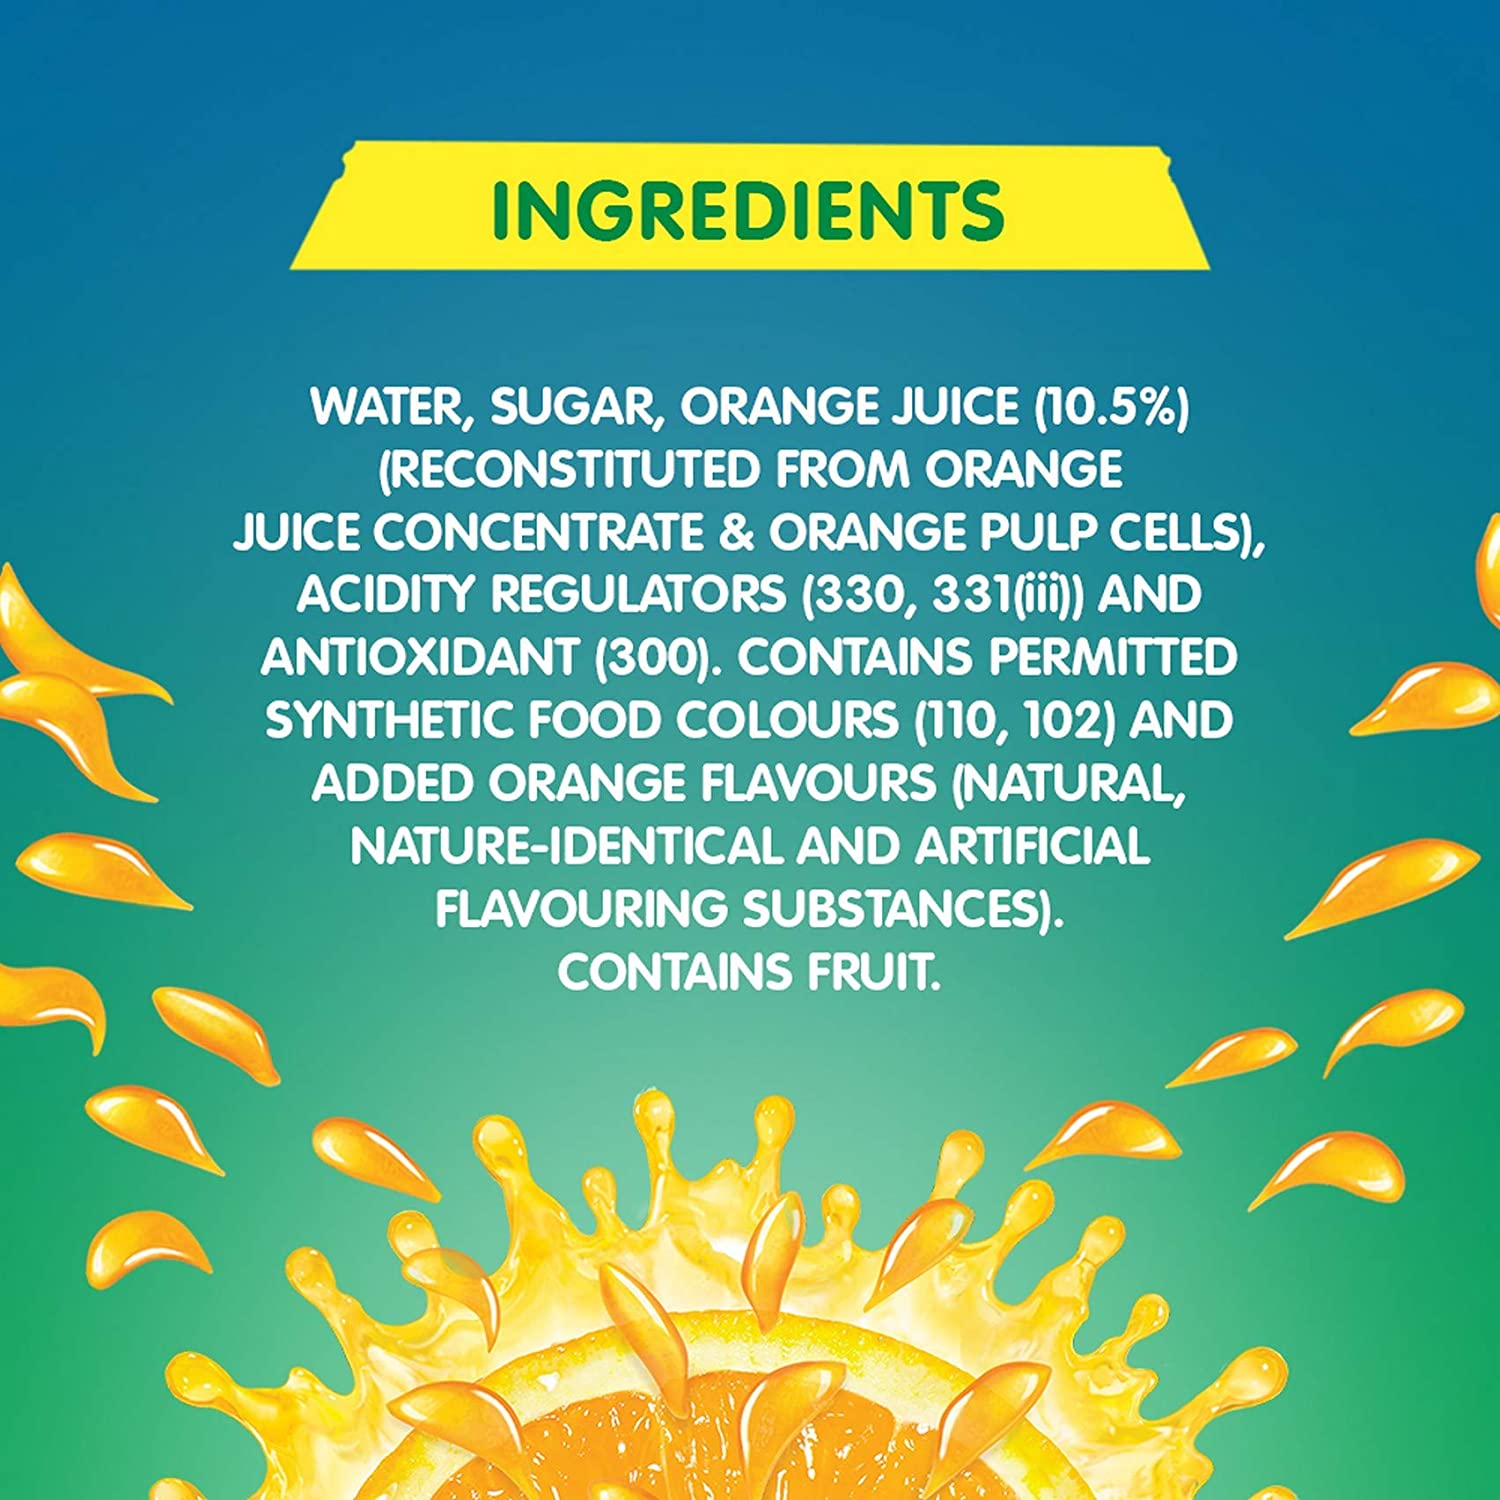 INGREDIENTS
WATER, SUGAR, ORANGE JUICE (10.5%)
(RECONSTITUTED FROM ORANGE
JUICE CONCENTRATE & ORANGE PULP CELLS),
ACIDITY REGULATORS (330, 331(iii)) AND
ANTIOXIDANT (300). CONTAINS PERMITTED
SYNTHETIC FOOD COLOURS (110, 102) AND
ADDED ORANGE FLAVOURS (NATURAL,
NATURE-IDENTICAL AND ARTIFICIAL
FLAVOURING SUBSTANCES).
CONTAINS FRUIT.